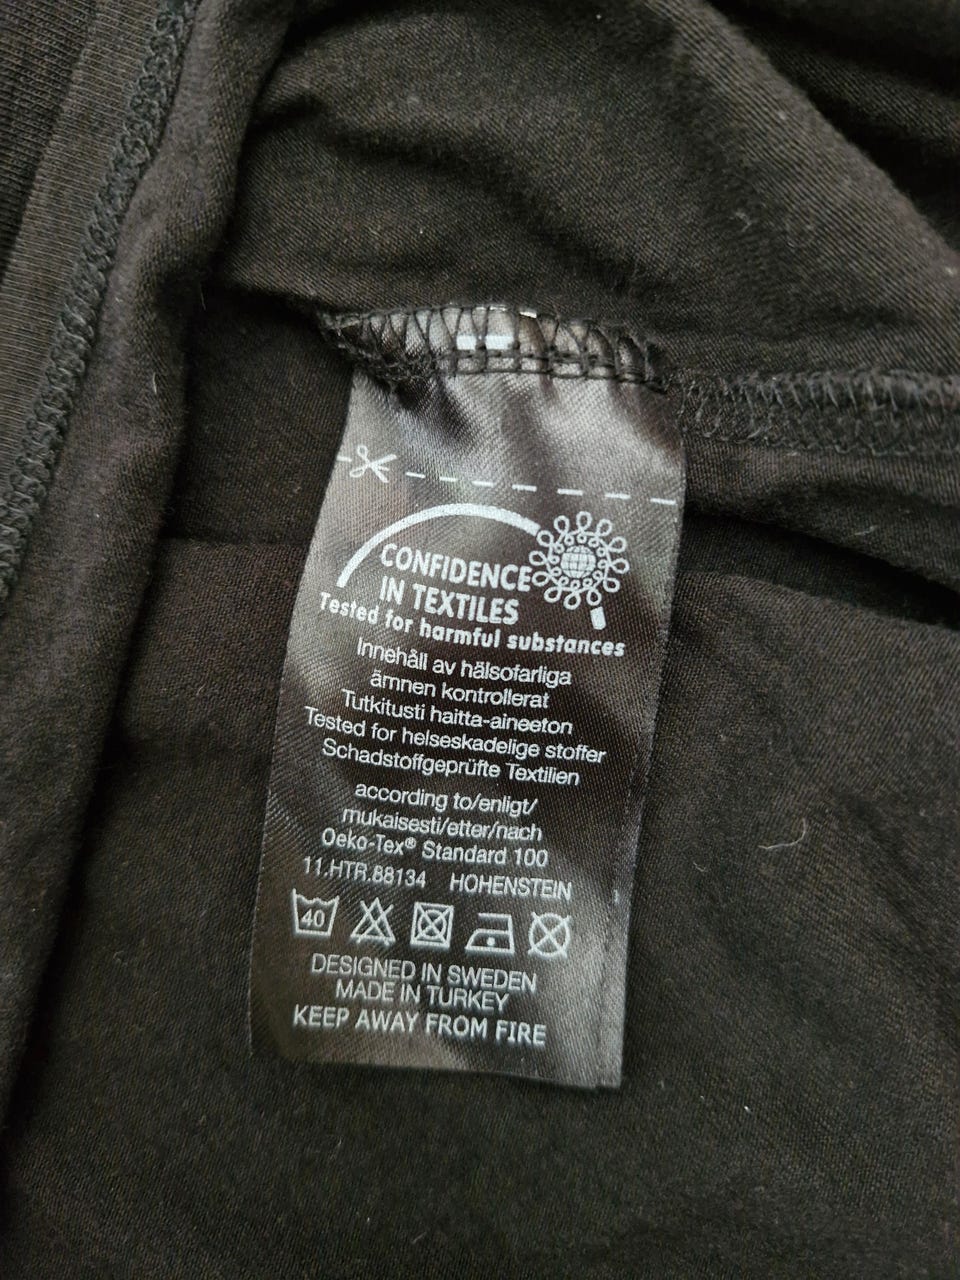 CONFIDENCE
IN TEXTILES
Tested for harmful substances
Innehåll av hälsofarliga
ämnen kontrollerat
Tutkitusti haitta-aineeton
Tested for helseskadelige stoffer
Schadstoffgeprüfte Textilien
according to/enligt/
mukaisesti/etter/nach
Oeko-Tex® Standard 100
11.HTR.88134 HOHENSTEIN
40
DESIGNED IN SWEDEN
MADE IN TURKEY
KEEP AWAY FROM FIRE